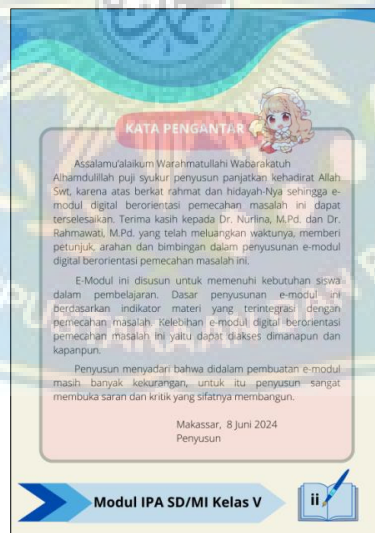 KATA PENGANTAR
Assalamu'alaikum Warahmatullahi Wabarakatuh
Alhamdulillah puji syukur penyusun panjatkan kehadirat Allah
Swt, karena atas berkat rahmat dan hidayah-Nya sehingga e-
modul digital berorientasi pemecahan masalah ini dapat
terselesaikan. Terima kasih kepada Dr. Nurlina, M.Pd. dan Dr.
Rahmawati, M.Pd. yang telah meluangkan waktunya, memberi
petunjuk, arahan dan bimbingan dalam penyusunan e-modul
digital berorientasi pemecahan masalah ini.
E-Modul ini disusun untuk memenuhi kebutuhan siswa
dalam pembelajaran. Dasar penyusunan e-modul ini
berdasarkan indikator materi yang terintegrasi dengan
pemecahan masalah. Kelebihan e-modul digital berorientasi
pemecahan masalah ini yaitu dapat diakses dimanapun dan
kapanpun.
Penyusun menyadari bahwa didalam pembuatan e-modul
masih banyak kekurangan, untuk itu penyusun sangat
membuka saran dan kritik yang sifatnya membangun.
Makassar, 8 Juni 2024
Penyusun
Modul IPA SD/MI Kelas V
ii